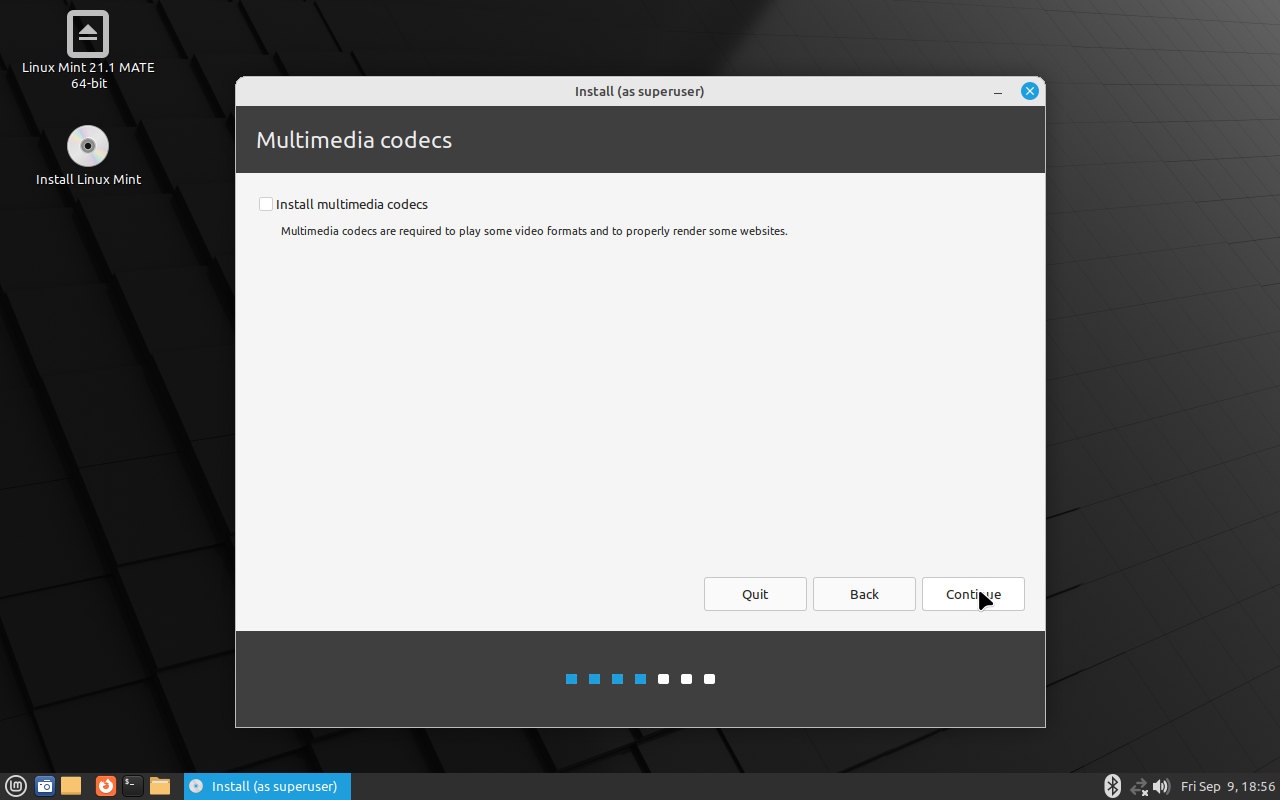 Linux Mint 21.1 MATE
64-bit
Install Linux Mint
Install (as superuser)
Multimedia codecs
Install multimedia codecs
Multimedia codecs are required to play some video formats and to properly render some websites.
Quit
Back
Continue
Install (as superuser)
Fri Sep 9, 18:56